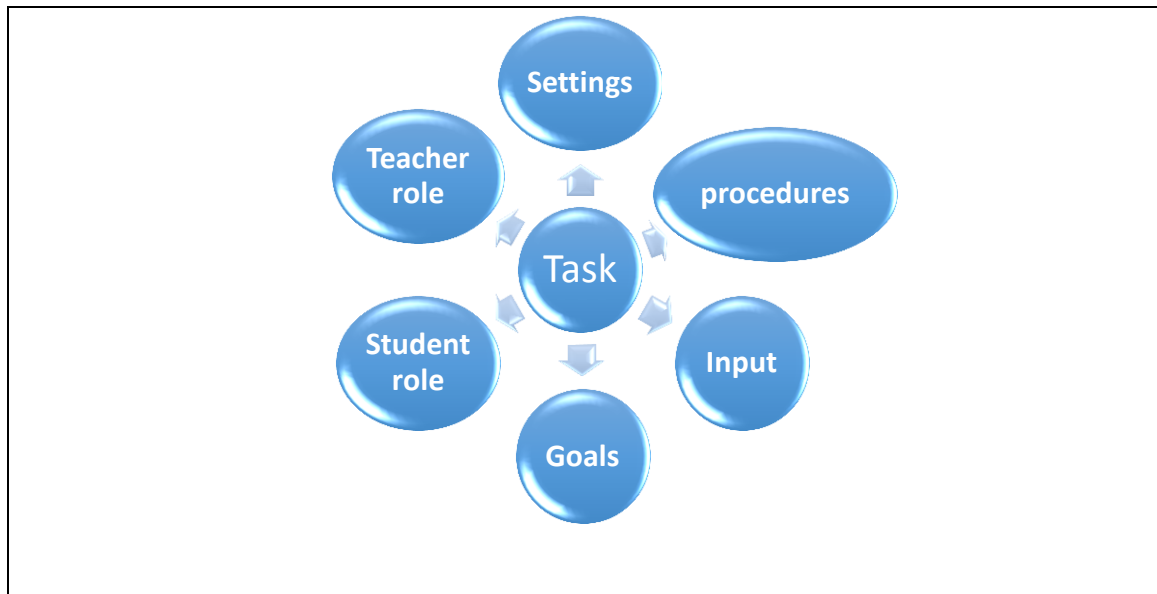 Settings
Teacher
role
procedures
Task
Student
role
Input
Goals